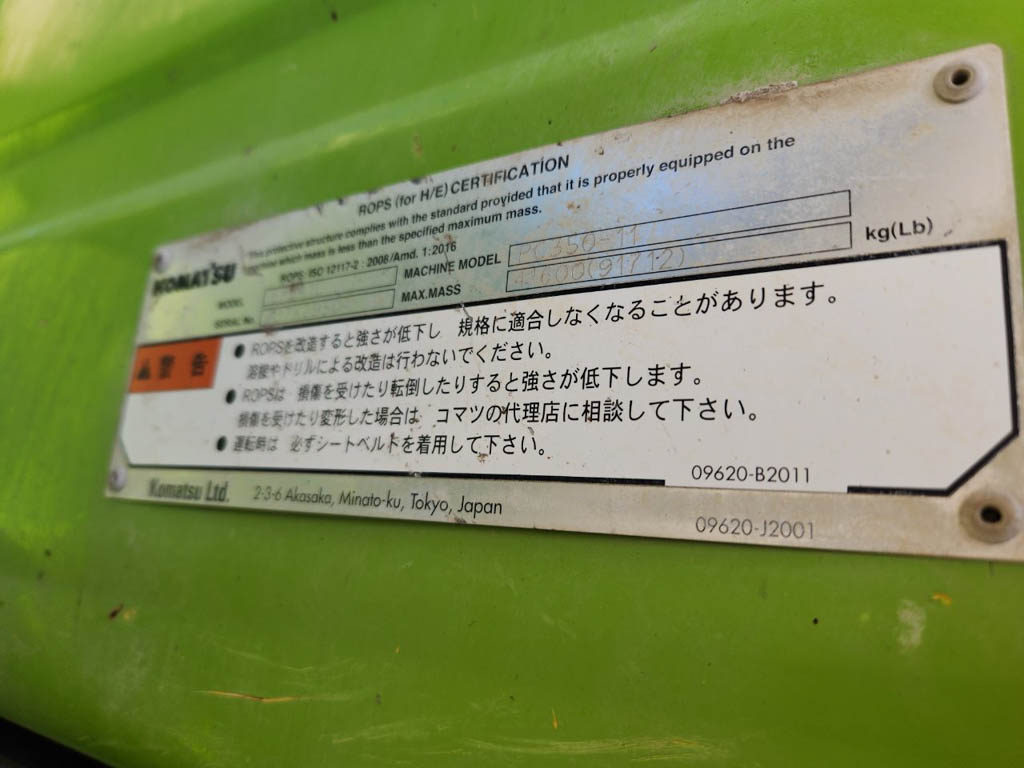 ROPS (for H/E) CERTIFICATION
This protective structure complies with the standard provided that it is properly equipped on the
machine which mass is less than the specified maximum mass.
KOMATSU
ROPS: ISO 12117-2 : 2008/Amd. 1:2016
MODEL
MACHINE MODEL PC350-11
SERIAL No.
MAX.MASS 41600(91712) kg(Lb)
警告
● ROPSを改造すると強さが低下し 規格に適合しなくなることがあります。
溶接やドリルによる改造は行わないでください。
● ROPSは 損傷を受けたり転倒したりすると強さが低下します。
損傷を受けたり変形した場合は コマツの代理店に相談して下さい。
● 運転時は 必ずシートベルトを着用して下さい。
09620-B2011
Komatsu Ltd. 2-3-6 Akasaka, Minato-ku, Tokyo, Japan
09620-J2001